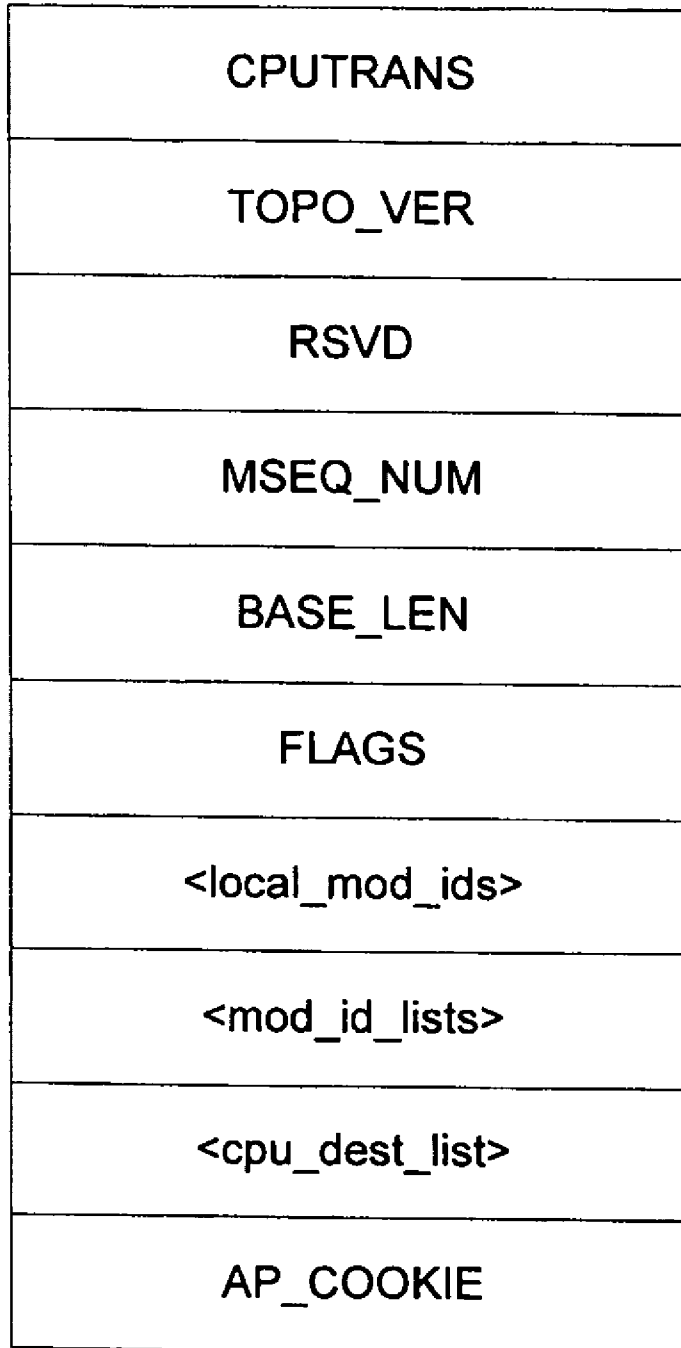 CPUTRANS
TOPO_VER
RSVD
MSEQ_NUM
BASE_LEN
FLAGS
<local_mod_ids>
<mod_id_lists>
<cpu_dest_list>
AP_COOKIE